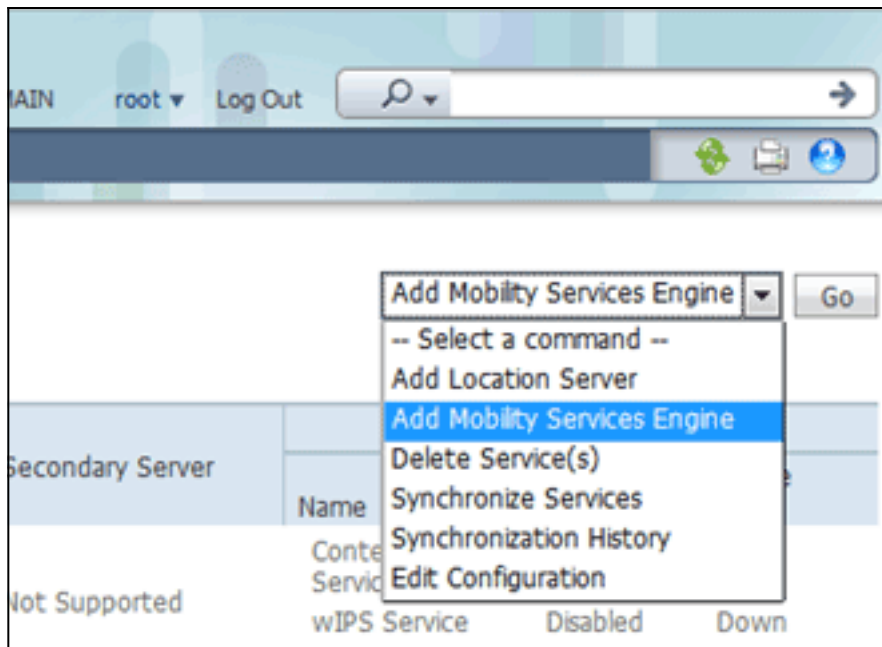 root Log Out
Add Mobility Services Engine Go
-- Select a command --
Add Location Server
Add Mobility Services Engine
Delete Service(s)
Synchronize Services
Synchronization History
Edit Configuration
Secondary Server
Name
Not Supported
wIPS Service Disabled Down